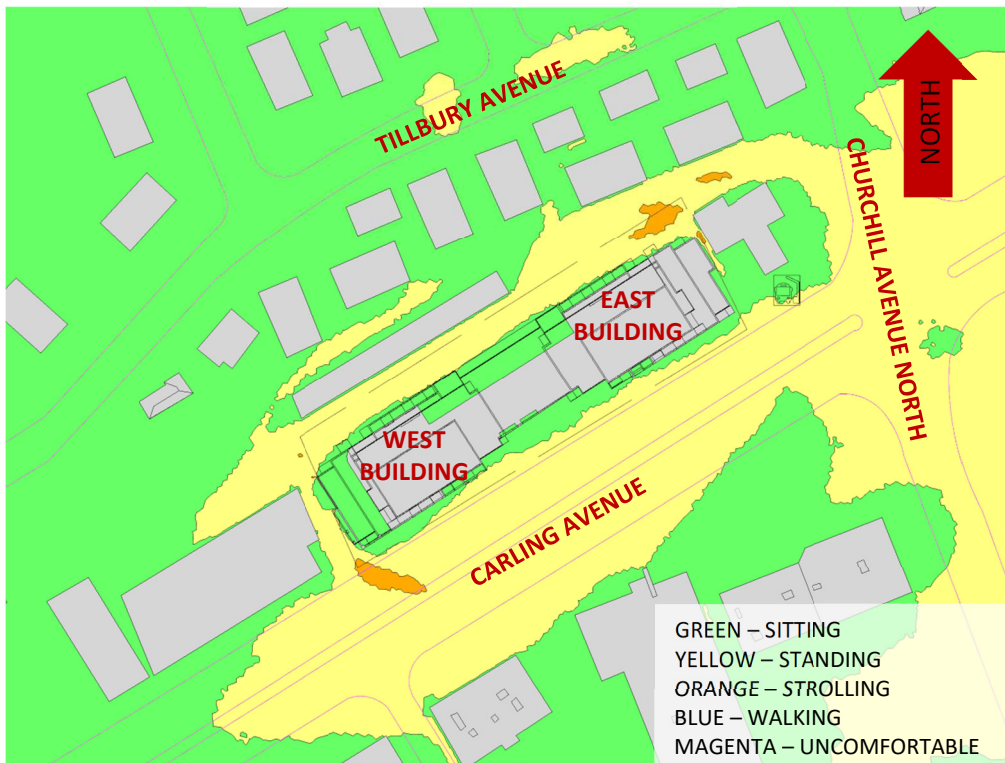 TILLBURY AVENUE
NORTH
CHURCHILL AVENUE NORTH
EAST
BUILDING
WEST
BUILDING
CARLING AVENUE
GREEN – SITTING
YELLOW – STANDING
ORANGE – STROLLING
BLUE – WALKING
MAGENTA – UNCOMFORTABLE